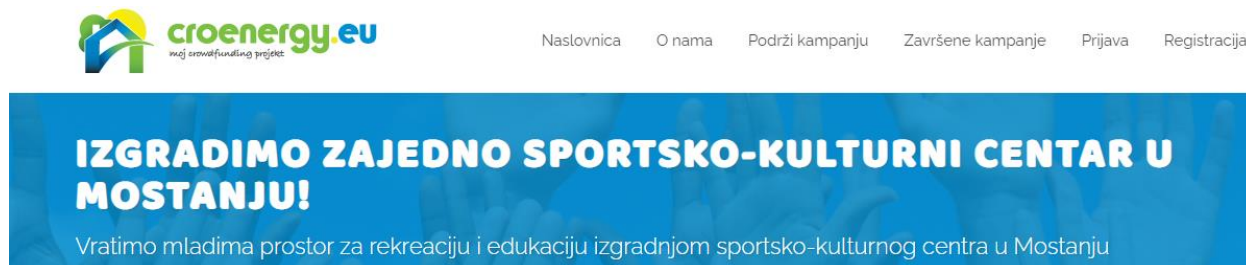 croenergy.eu
moj crowdfunding projekt
Naslovnica O nama Podrži kampanju Završene kampanje Prijava Registracija
IZGRADIMO ZAJEDNO SPORTSKO-KULTURNI CENTAR U
MOSTANJU!
Vratimo mladima prostor za rekreaciju i edukaciju izgradnjom sportsko-kulturnog centra u Mostanju